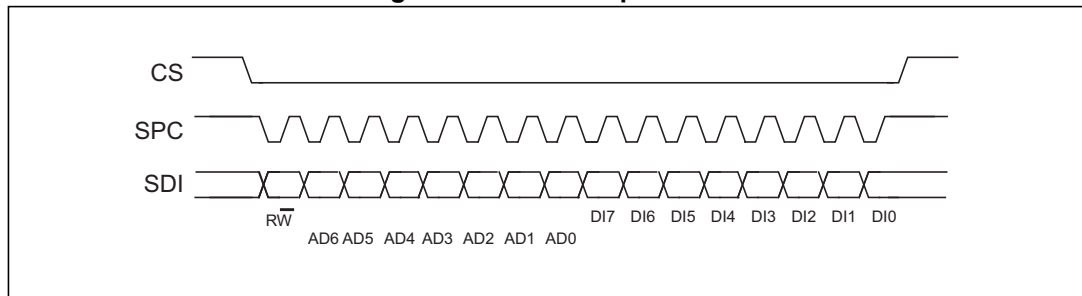 CS
SPC
SDI
RW̅ DI7 DI6 DI5 DI4 DI3 DI2 DI1 DI0
AD6 AD5 AD4 AD3 AD2 AD1 AD0